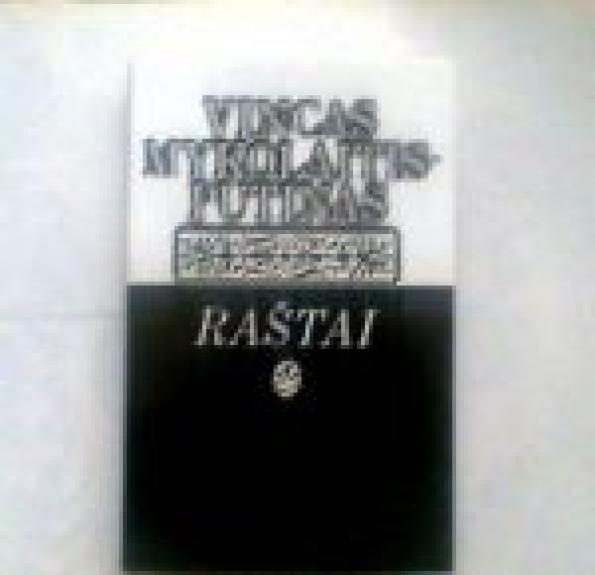 VINCAS
MYKOLAITIS-
PUTINAS
RAŠTAI